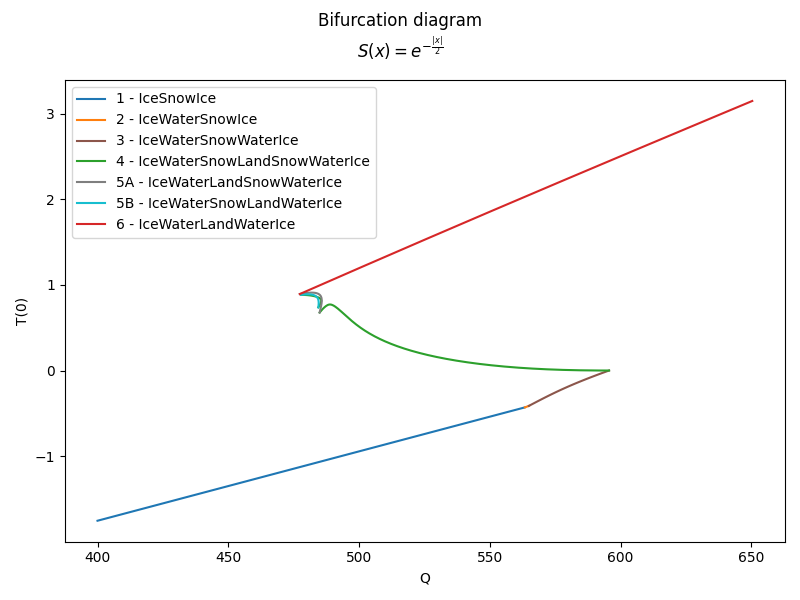 Bifurcation diagram
S(x) = e^{-\frac{|x|}{2}}
1 - IceSnowIce
2 - IceWaterSnowIce
3 - IceWaterSnowWaterIce
4 - IceWaterSnowLandSnowWaterIce
5A - IceWaterLandSnowWaterIce
5B - IceWaterSnowLandWaterIce
6 - IceWaterLandWaterIce
T(0)
3
2
1
0
−1
400 450 500 550 600 650
Q